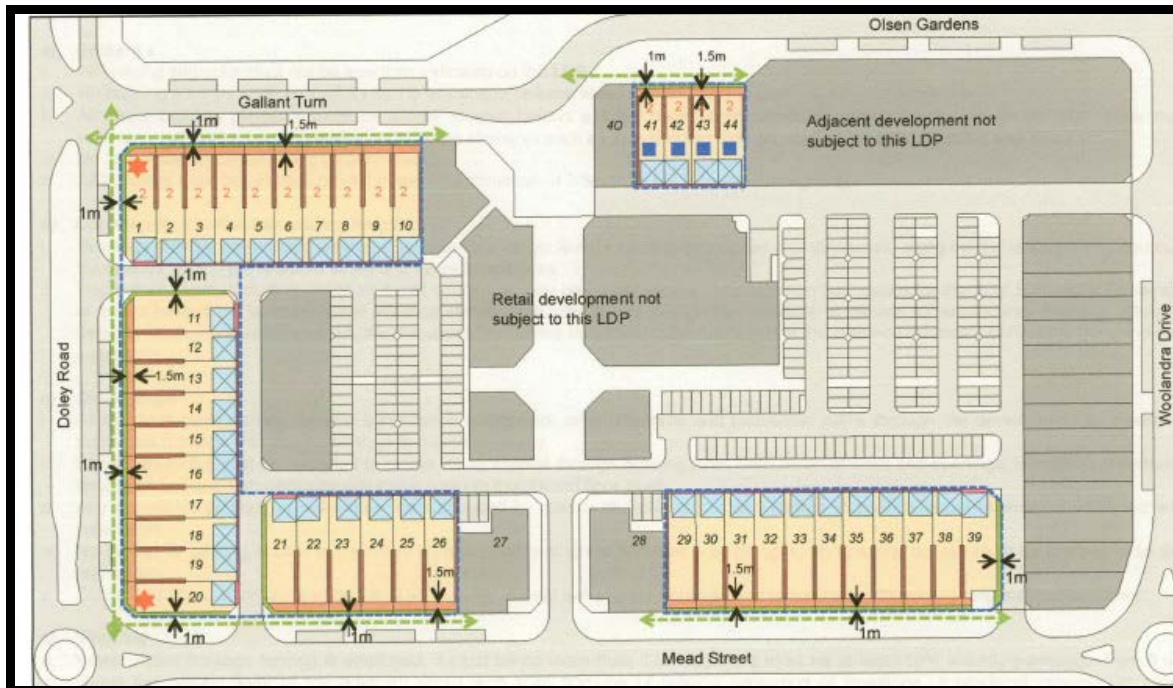 Olsen Gardens
1m
1.5m
Gallant Turn
1m
1.5m
40
2 2 2 2
41 42 43 44
Adjacent development not
subject to this LDP
1m
2 2 2 2 2 2 2 2 2 2
1 2 3 4 5 6 7 8 9 10
1m
Retail development not
subject to this LDP
11
12
13
1.5m
14
15
16
17
18
19
20
Doley Road
Woolandra Drive
1m
1m
21 22 23 24 25 26
27
1.5m
1m
28
29 30 31 32 33 34 35 36 37 38 39
1.5m
1m
1m
Mead Street